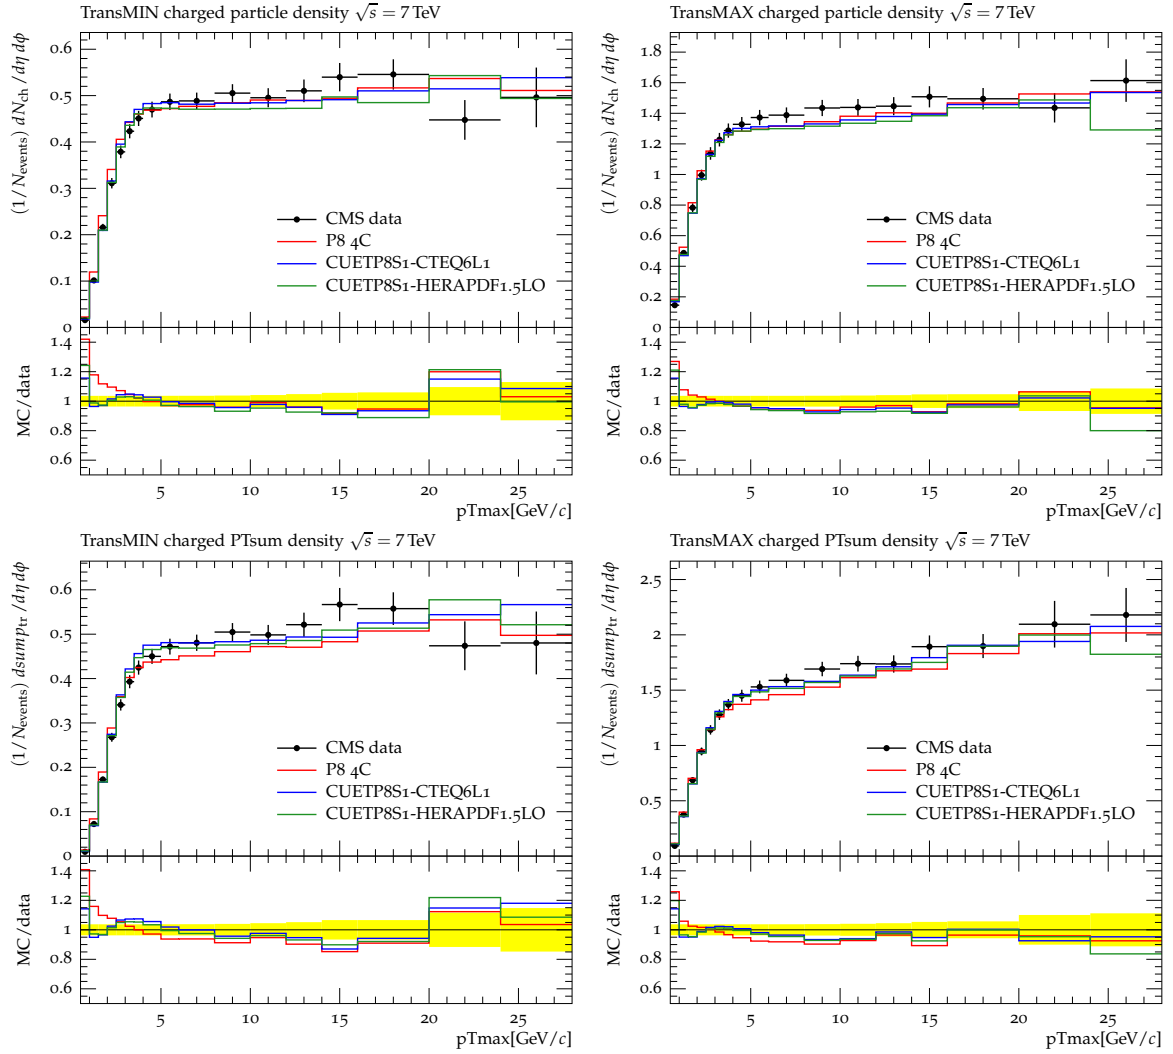 TransMIN charged particle density √s = 7 TeV
(1/N_events) dN_ch/dη dϕ
0.6
0.5
0.4
0.3
0.2
0.1
0
CMS data
P8 4C
CUETP8S1-CTEQ6L1
CUETP8S1-HERAPDF1.5LO
MC/data
1.4
1.2
1
0.8
0.6
5 10 15 20 25
pTmax[GeV/c]
TransMAX charged particle density √s = 7 TeV
(1/N_events) dN_ch/dη dϕ
1.8
1.6
1.4
1.2
1
0.8
0.6
0.4
0.2
0
CMS data
P8 4C
CUETP8S1-CTEQ6L1
CUETP8S1-HERAPDF1.5LO
MC/data
1.4
1.2
1
0.8
0.6
5 10 15 20 25
pTmax[GeV/c]
TransMIN charged PTsum density √s = 7 TeV
(1/N_events) dsump_tr/dη dϕ
0.6
0.5
0.4
0.3
0.2
0.1
0
CMS data
P8 4C
CUETP8S1-CTEQ6L1
CUETP8S1-HERAPDF1.5LO
MC/data
1.4
1.2
1
0.8
0.6
5 10 15 20 25
pTmax[GeV/c]
TransMAX charged PTsum density √s = 7 TeV
(1/N_events) dsump_tr/dη dϕ
2.5
2
1.5
1
0.5
0
CMS data
P8 4C
CUETP8S1-CTEQ6L1
CUETP8S1-HERAPDF1.5LO
MC/data
1.4
1.2
1
0.8
0.6
5 10 15 20 25
pTmax[GeV/c]